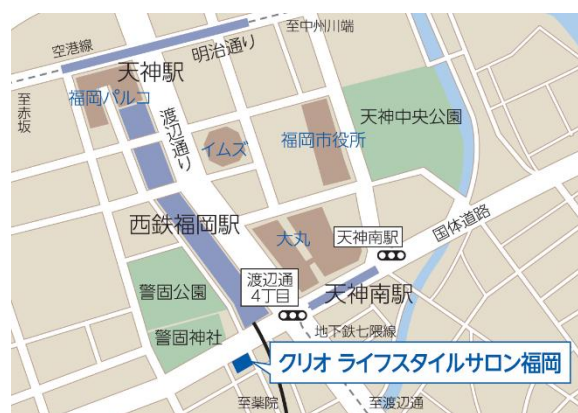 至中州川端
空港線
明治通り
天神駅
福岡パルコ
至赤坂
渡辺通り
イムズ
福岡市役所
天神中央公園
西鉄福岡駅
大丸
天神南駅
国体道路
警固公園
渡辺通
4丁目
天神南駅
警固神社
地下鉄七隈線
クリオ ライフスタイルサロン福岡
至薬院
至渡辺通